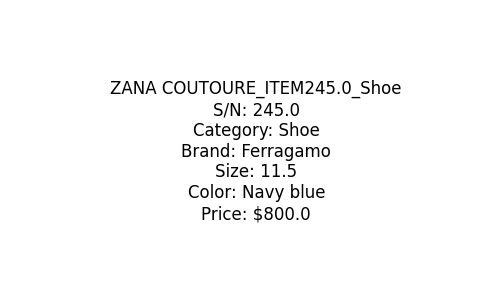 ZANA COUTOURE_ITEM245.0_Shoe
S/N: 245.0
Category: Shoe
Brand: Ferragamo
Size: 11.5
Color: Navy blue
Price: $800.0